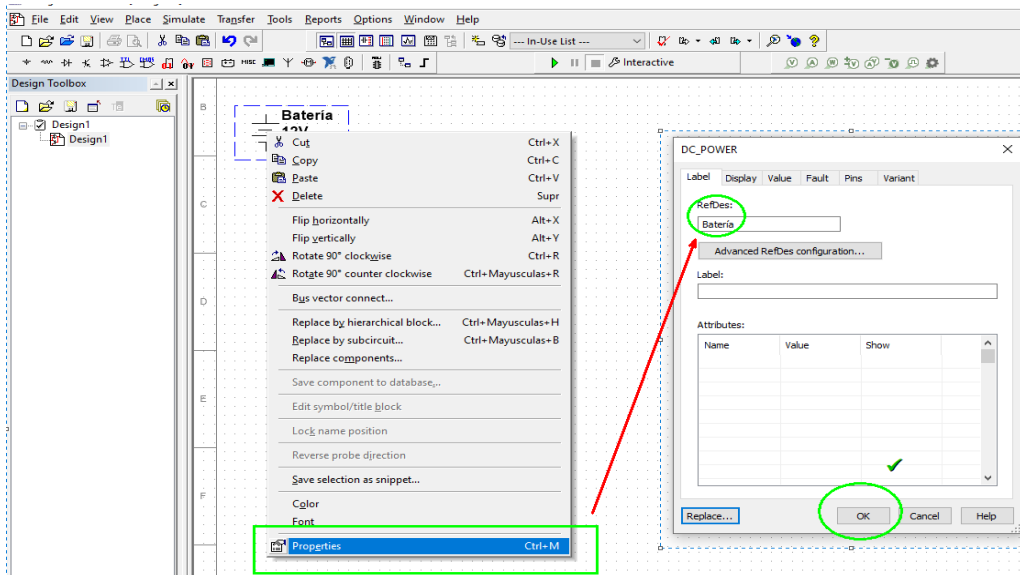 File Edit View Place Simulate Transfer Tools Reports Options Window Help
--- In-Use List ---
MISC
Interactive
Design Toolbox
Design1
Design1
B
C
D
E
F
Batería
12V
Cut Ctrl+X
Copy Ctrl+C
Paste Ctrl+V
Delete Supr
Flip horizontally Alt+X
Flip vertically Alt+Y
Rotate 90° clockwise Ctrl+R
Rotate 90° counter clockwise Ctrl+Mayusculas+R
Bus vector connect...
Replace by hierarchical block... Ctrl+Mayusculas+H
Replace by subcircuit... Ctrl+Mayusculas+B
Replace components...
Save component to database...
Edit symbol/title block
Lock name position
Reverse probe direction
Save selection as snippet...
Color
Font
Properties Ctrl+M
DC_POWER
Label Display Value Fault Pins Variant
RefDes:
Batería
Advanced RefDes configuration...
Label:
Attributes:
Name Value Show
Replace... OK Cancel Help